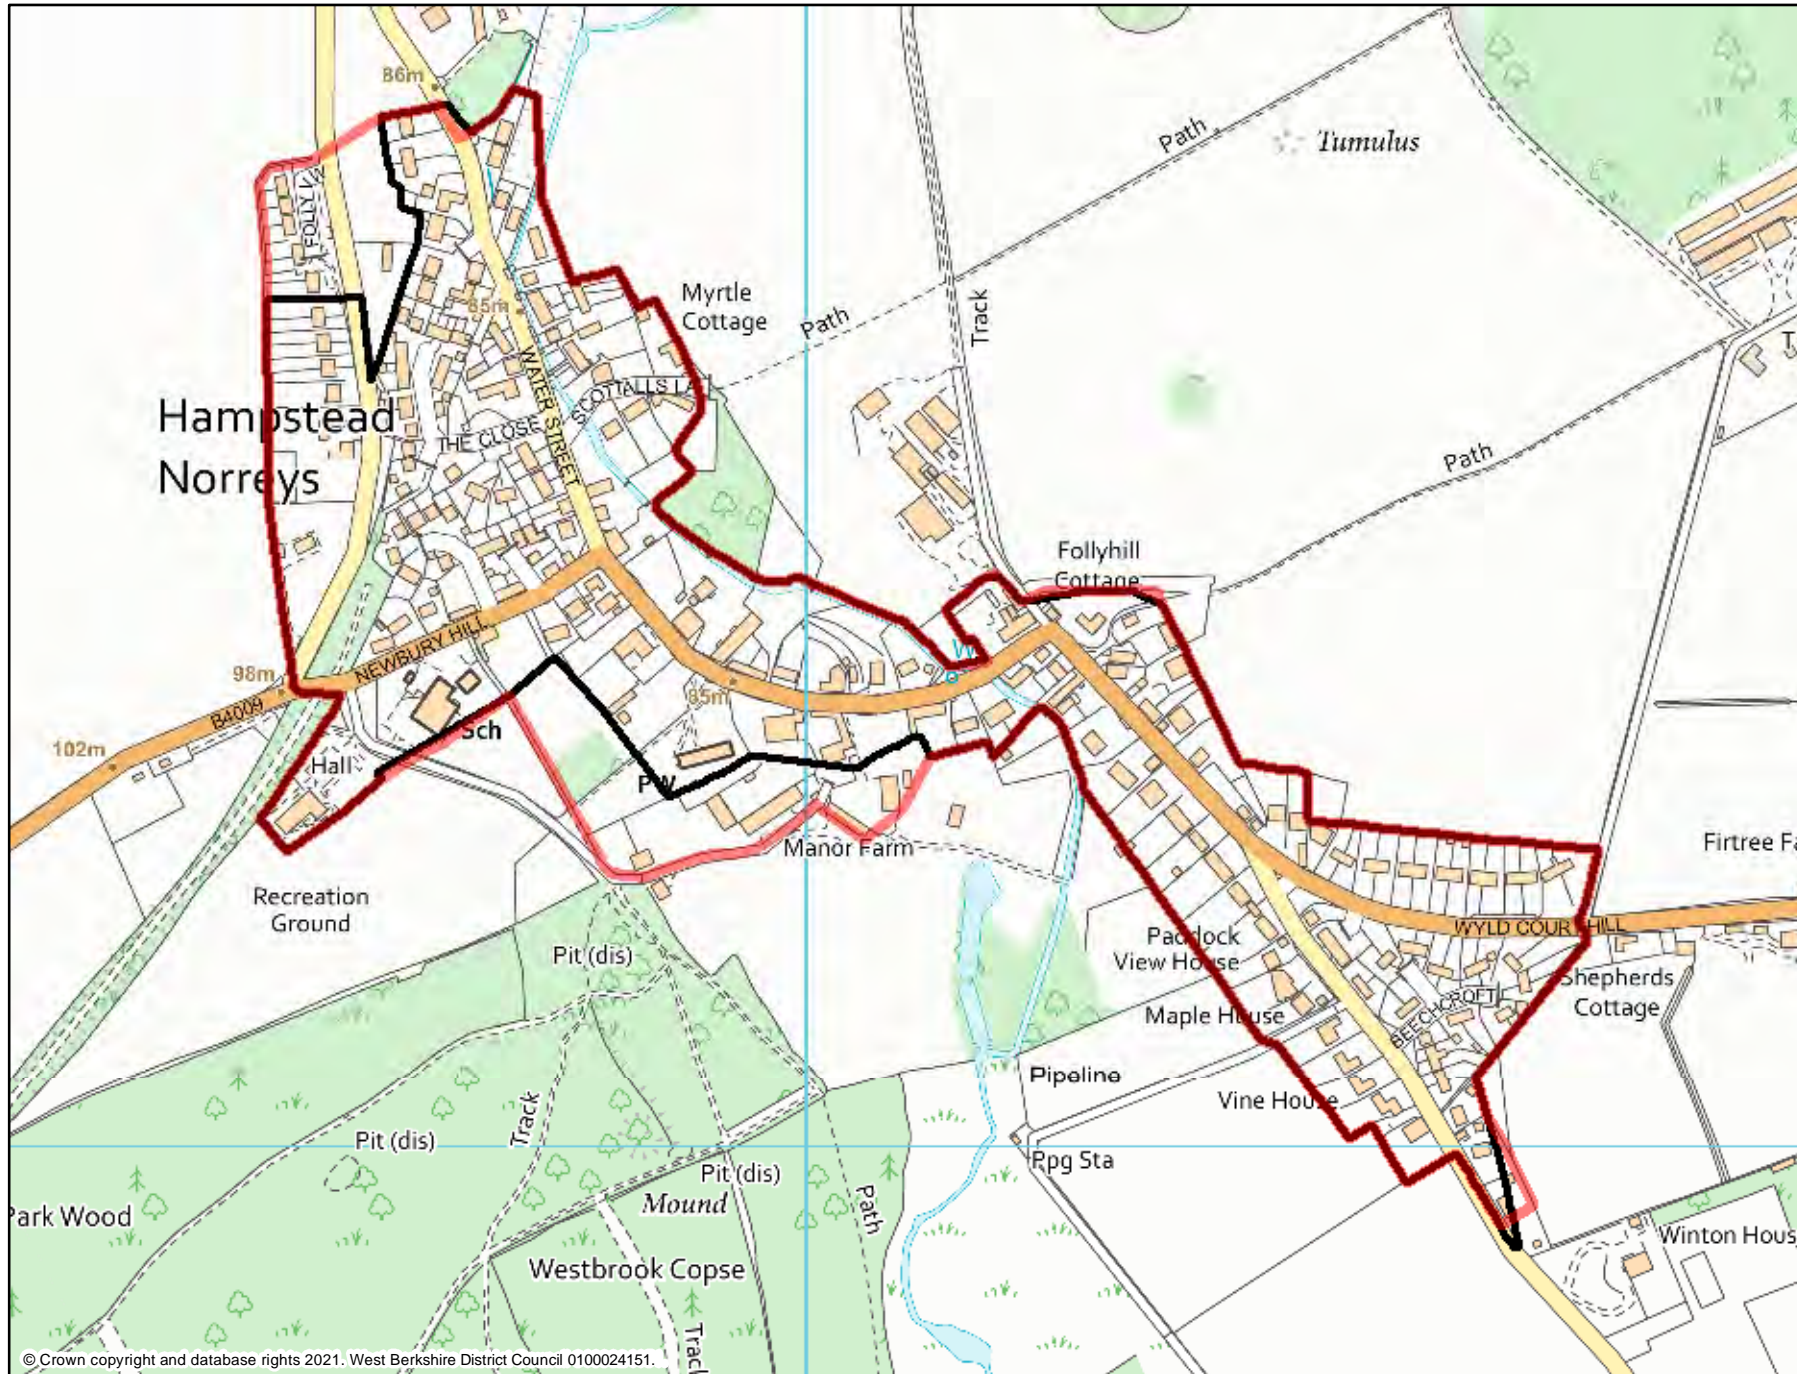 86m
Path
Tumulus
FOLLY
85m
Myrtle
Cottage
Path
Track
WATER STREET
SCOTTALLS LA
Hampstead
Norreys
THE CLOSE
Path
Follyhill
Cottage
W
98m
NEWBURY HILL
B4009
85m
102m
Sch
Hall
PW
Manor Farm
Firtree Fa
Recreation
Ground
WYLD COURT HILL
Paddock
View House
Shepherds
Cottage
Pit (dis)
Maple House
BEECHCROFT
Pipeline
Vine House
Track
Pit (dis)
Pit (dis)
Ppg Sta
Mound
Path
Park Wood
Winton Hous
Westbrook Copse
Track
© Crown copyright and database rights 2021. West Berkshire District Council 0100024151.